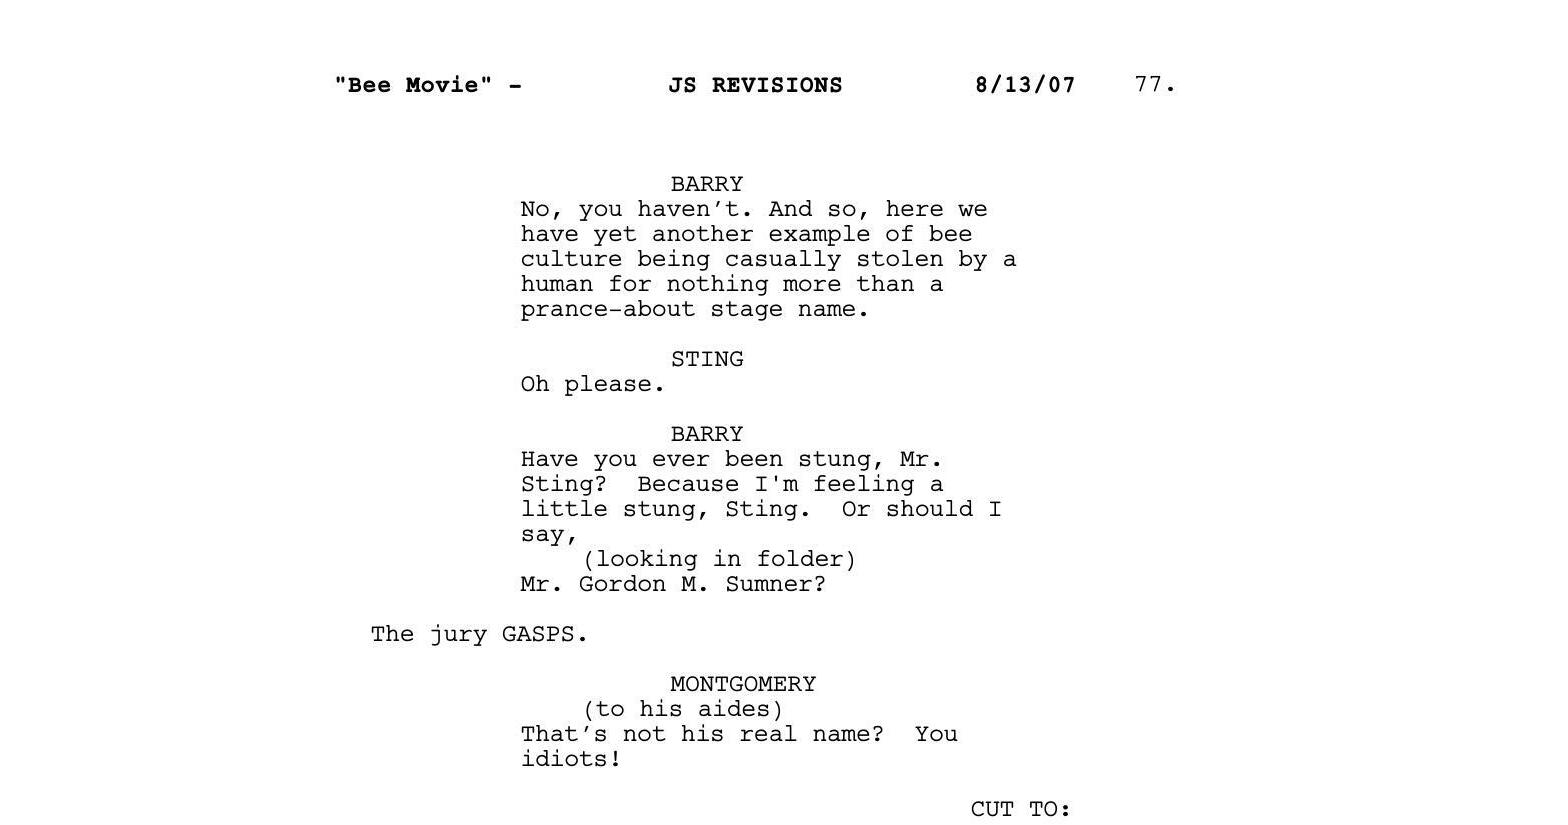 "Bee Movie" - JS REVISIONS 8/13/07 77.
BARRY
No, you haven't. And so, here we
have yet another example of bee
culture being casually stolen by a
human for nothing more than a
prance-about stage name.
STING
Oh please.
BARRY
Have you ever been stung, Mr.
Sting?  Because I'm feeling a
little stung, Sting.  Or should I
say,
(looking in folder)
Mr. Gordon M. Sumner?
The jury GASPS.
MONTGOMERY
(to his aides)
That's not his real name?  You
idiots!
CUT TO: